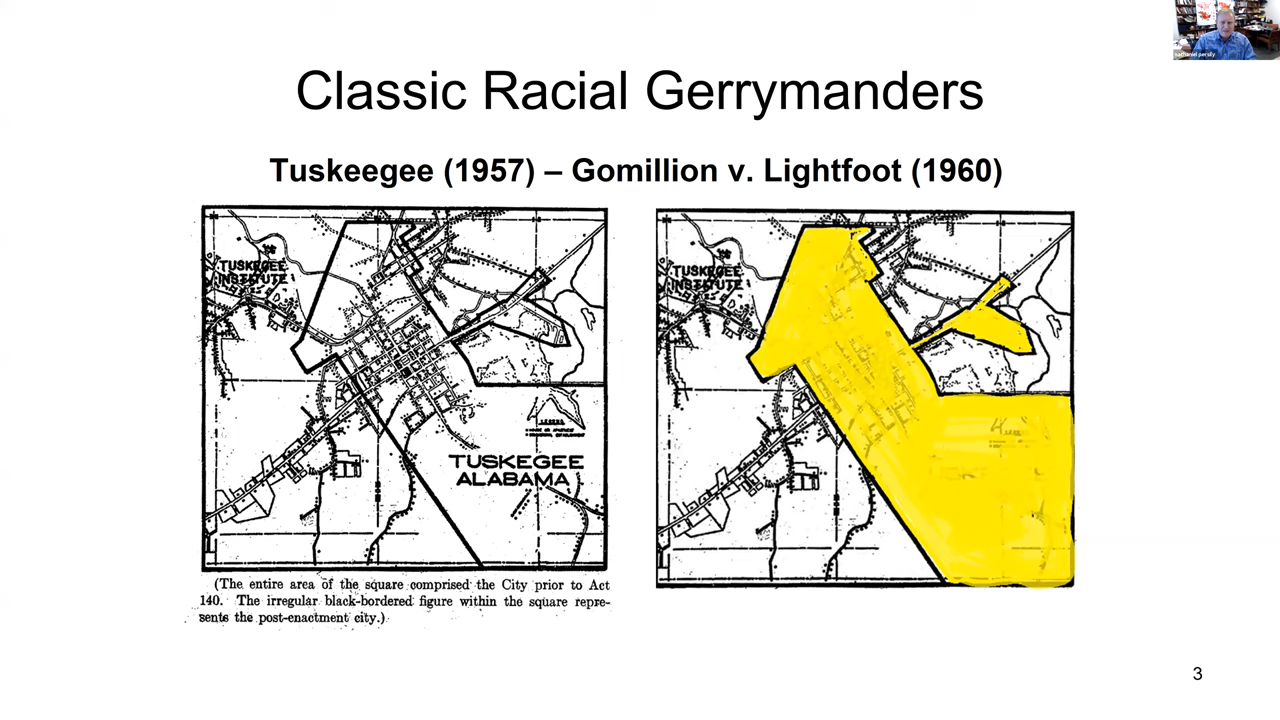 nathaniel persily
Classic Racial Gerrymanders
Tuskeegee (1957) – Gomillion v. Lightfoot (1960)
TUSKEGEE
INSTITUTE
TUSKEGEE
ALABAMA
(The entire area of the square comprised the City prior to Act
140. The irregular black-bordered figure within the square repre-
sents the post-enactment city.)
TUSKEGEE
INSTITUTE
3